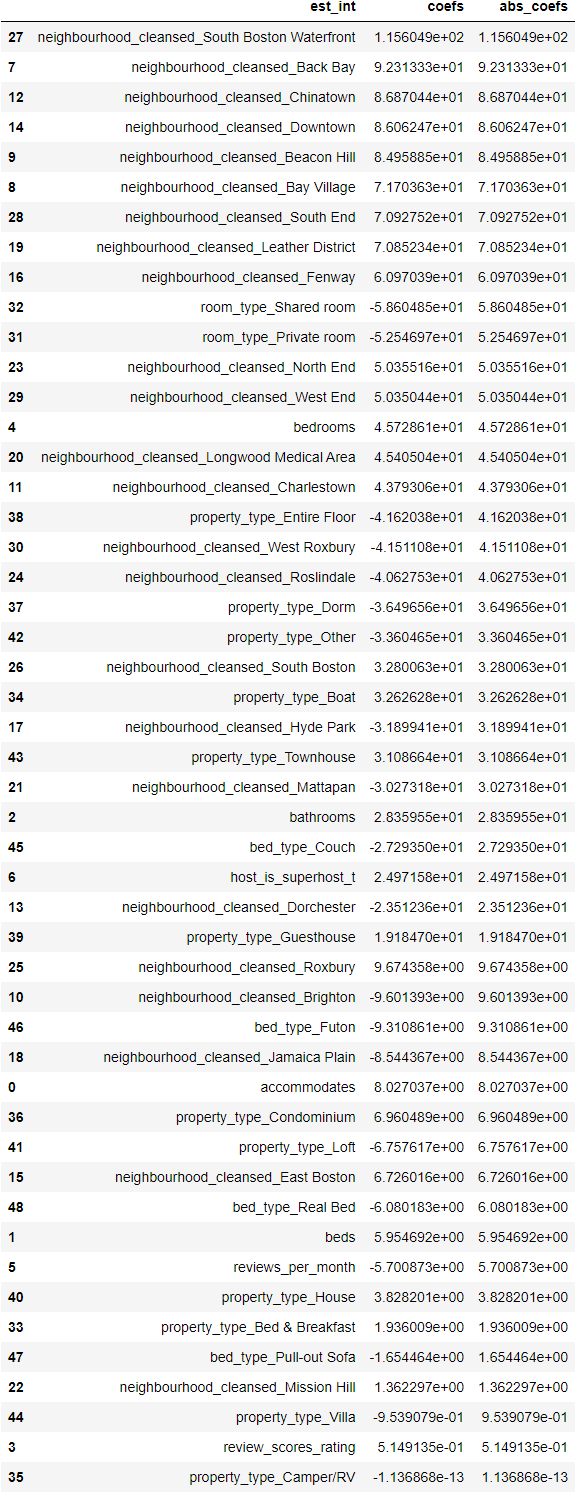 est_int coefs abs_coefs
27 neighbourhood_cleansed_South Boston Waterfront 1.156049e+02 1.156049e+02
7 neighbourhood_cleansed_Back Bay 9.231333e+01 9.231333e+01
12 neighbourhood_cleansed_Chinatown 8.687044e+01 8.687044e+01
14 neighbourhood_cleansed_Downtown 8.606247e+01 8.606247e+01
9 neighbourhood_cleansed_Beacon Hill 8.495885e+01 8.495885e+01
8 neighbourhood_cleansed_Bay Village 7.170363e+01 7.170363e+01
28 neighbourhood_cleansed_South End 7.092752e+01 7.092752e+01
19 neighbourhood_cleansed_Leather District 7.085234e+01 7.085234e+01
16 neighbourhood_cleansed_Fenway 6.097039e+01 6.097039e+01
32 room_type_Shared room -5.860485e+01 5.860485e+01
31 room_type_Private room -5.254697e+01 5.254697e+01
23 neighbourhood_cleansed_North End 5.035516e+01 5.035516e+01
29 neighbourhood_cleansed_West End 5.035044e+01 5.035044e+01
4 bedrooms 4.572861e+01 4.572861e+01
20 neighbourhood_cleansed_Longwood Medical Area 4.540504e+01 4.540504e+01
11 neighbourhood_cleansed_Charlestown 4.379306e+01 4.379306e+01
38 property_type_Entire Floor -4.162038e+01 4.162038e+01
30 neighbourhood_cleansed_West Roxbury -4.151108e+01 4.151108e+01
24 neighbourhood_cleansed_Roslindale -4.062753e+01 4.062753e+01
37 property_type_Dorm -3.649656e+01 3.649656e+01
42 property_type_Other -3.360465e+01 3.360465e+01
26 neighbourhood_cleansed_South Boston 3.280063e+01 3.280063e+01
34 property_type_Boat 3.262628e+01 3.262628e+01
17 neighbourhood_cleansed_Hyde Park -3.189941e+01 3.189941e+01
43 property_type_Townhouse 3.108664e+01 3.108664e+01
21 neighbourhood_cleansed_Mattapan -3.027318e+01 3.027318e+01
2 bathrooms 2.835955e+01 2.835955e+01
45 bed_type_Couch -2.729350e+01 2.729350e+01
6 host_is_superhost_t 2.497158e+01 2.497158e+01
13 neighbourhood_cleansed_Dorchester -2.351236e+01 2.351236e+01
39 property_type_Guesthouse 1.918470e+01 1.918470e+01
25 neighbourhood_cleansed_Roxbury 9.674358e+00 9.674358e+00
10 neighbourhood_cleansed_Brighton -9.601393e+00 9.601393e+00
46 bed_type_Futon -9.310861e+00 9.310861e+00
18 neighbourhood_cleansed_Jamaica Plain -8.544367e+00 8.544367e+00
0 accommodates 8.027037e+00 8.027037e+00
36 property_type_Condominium 6.960489e+00 6.960489e+00
41 property_type_Loft -6.757617e+00 6.757617e+00
15 neighbourhood_cleansed_East Boston 6.726016e+00 6.726016e+00
48 bed_type_Real Bed -6.080183e+00 6.080183e+00
1 beds 5.954692e+00 5.954692e+00
5 reviews_per_month -5.700873e+00 5.700873e+00
40 property_type_House 3.828201e+00 3.828201e+00
33 property_type_Bed & Breakfast 1.936009e+00 1.936009e+00
47 bed_type_Pull-out Sofa -1.654464e+00 1.654464e+00
22 neighbourhood_cleansed_Mission Hill 1.362297e+00 1.362297e+00
44 property_type_Villa -9.539079e-01 9.539079e-01
3 review_scores_rating 5.149135e-01 5.149135e-01
35 property_type_Camper/RV -1.136868e-13 1.136868e-13